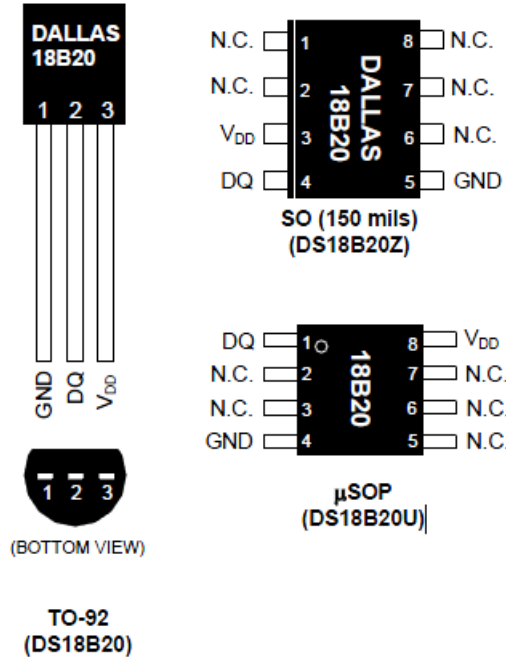 DALLAS
18B20
1 2 3
GND DQ VDD
1 2 3
(BOTTOM VIEW)
TO-92
(DS18B20)
N.C. 1 8 N.C.
N.C. 2 7 N.C.
VDD 3 6 N.C.
DQ 4 5 GND
DALLAS
18B20
SO (150 mils)
(DS18B20Z)
DQ 1 8 VDD
N.C. 2 7 N.C.
N.C. 3 6 N.C.
GND 4 5 N.C.
18B20
µSOP
(DS18B20U)